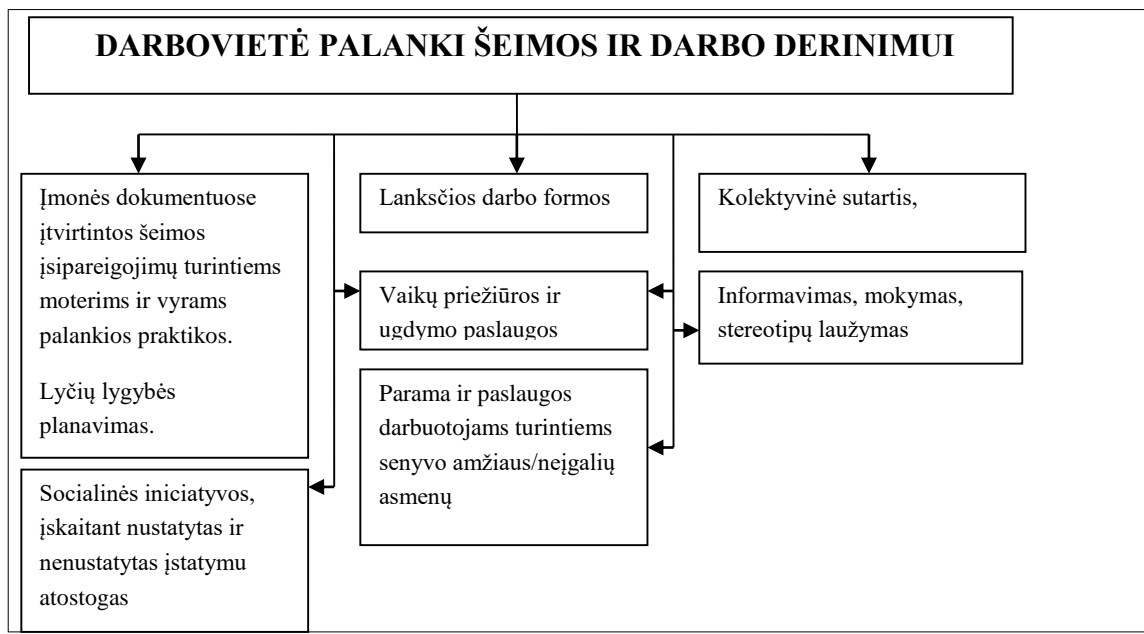 DARBOVIETĖ PALANKI ŠEIMOS IR DARBO DERINIMUI
Įmonės dokumentuose
įtvirtintos šeimos
įsipareigojimų turintiems
moterims ir vyrams
palankios praktikos.
Lyčių lygybės
planavimas.
Socialinės iniciatyvos,
įskaitant nustatytas ir
nenustatytas įstatymu
atostogas
Lanksčios darbo formos
Vaikų priežiūros ir
ugdymo paslaugos
Parama ir paslaugos
darbuotojams turintiems
senyvo amžiaus/neįgalių
asmenų
Kolektyvinė sutartis,
Informavimas, mokymas,
stereotipų laužymas